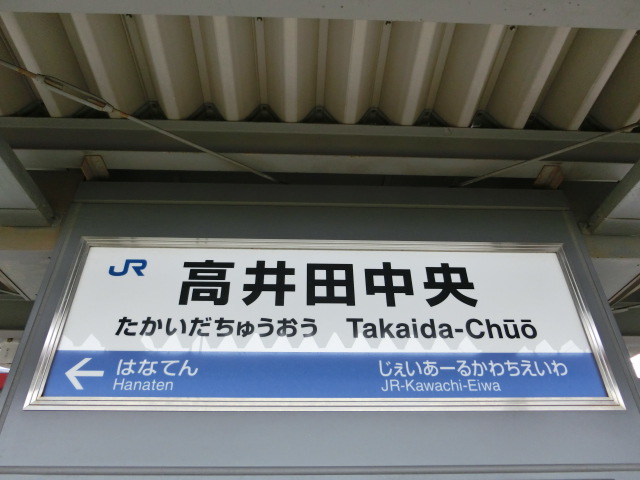 JR 高井田中央
たかいだちゅうおう Takaida-Chūō
← はなてん じぇいあーるかわちえいわ
Hanaten JR-Kawachi-Eiwa